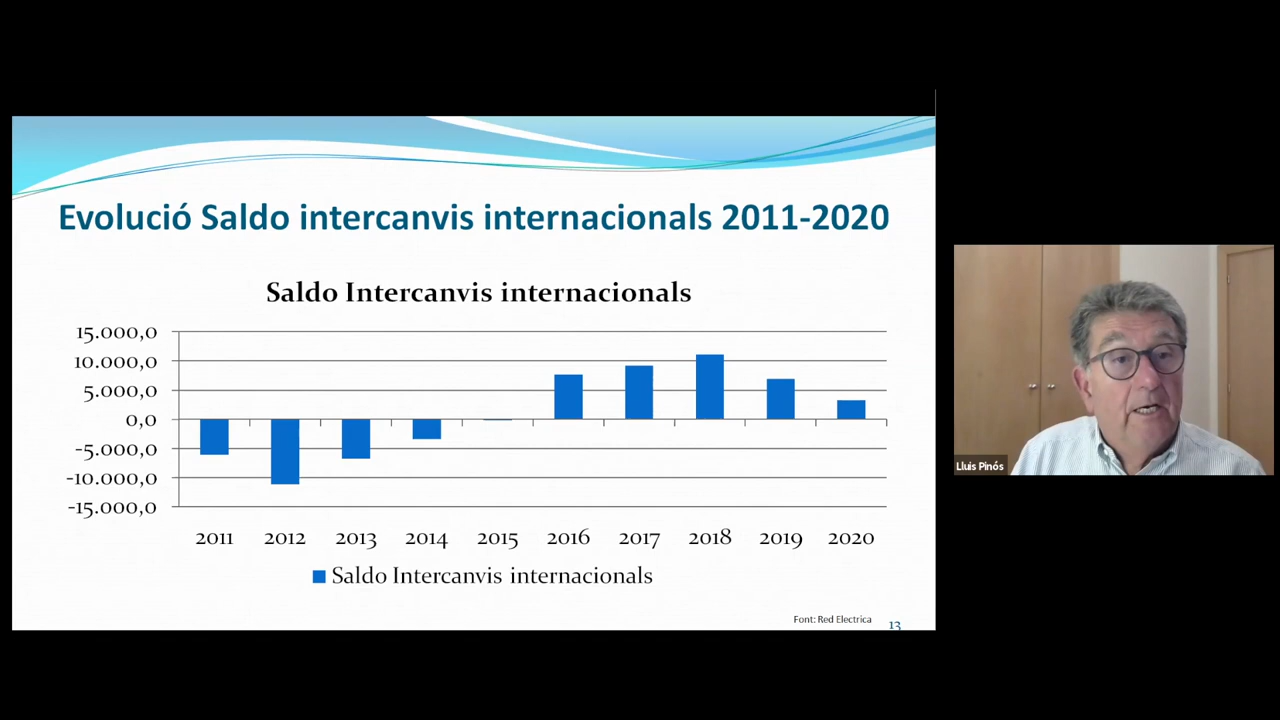 Evolució Saldo intercanvis internacionals 2011-2020
Saldo Intercanvis internacionals
15.000,0
10.000,0
5.000,0
0,0
-5.000,0
-10.000,0
-15.000,0
2011 2012 2013 2014 2015 2016 2017 2018 2019 2020
Saldo Intercanvis internacionals
Font: Red Electrica
13
Lluis Pinós